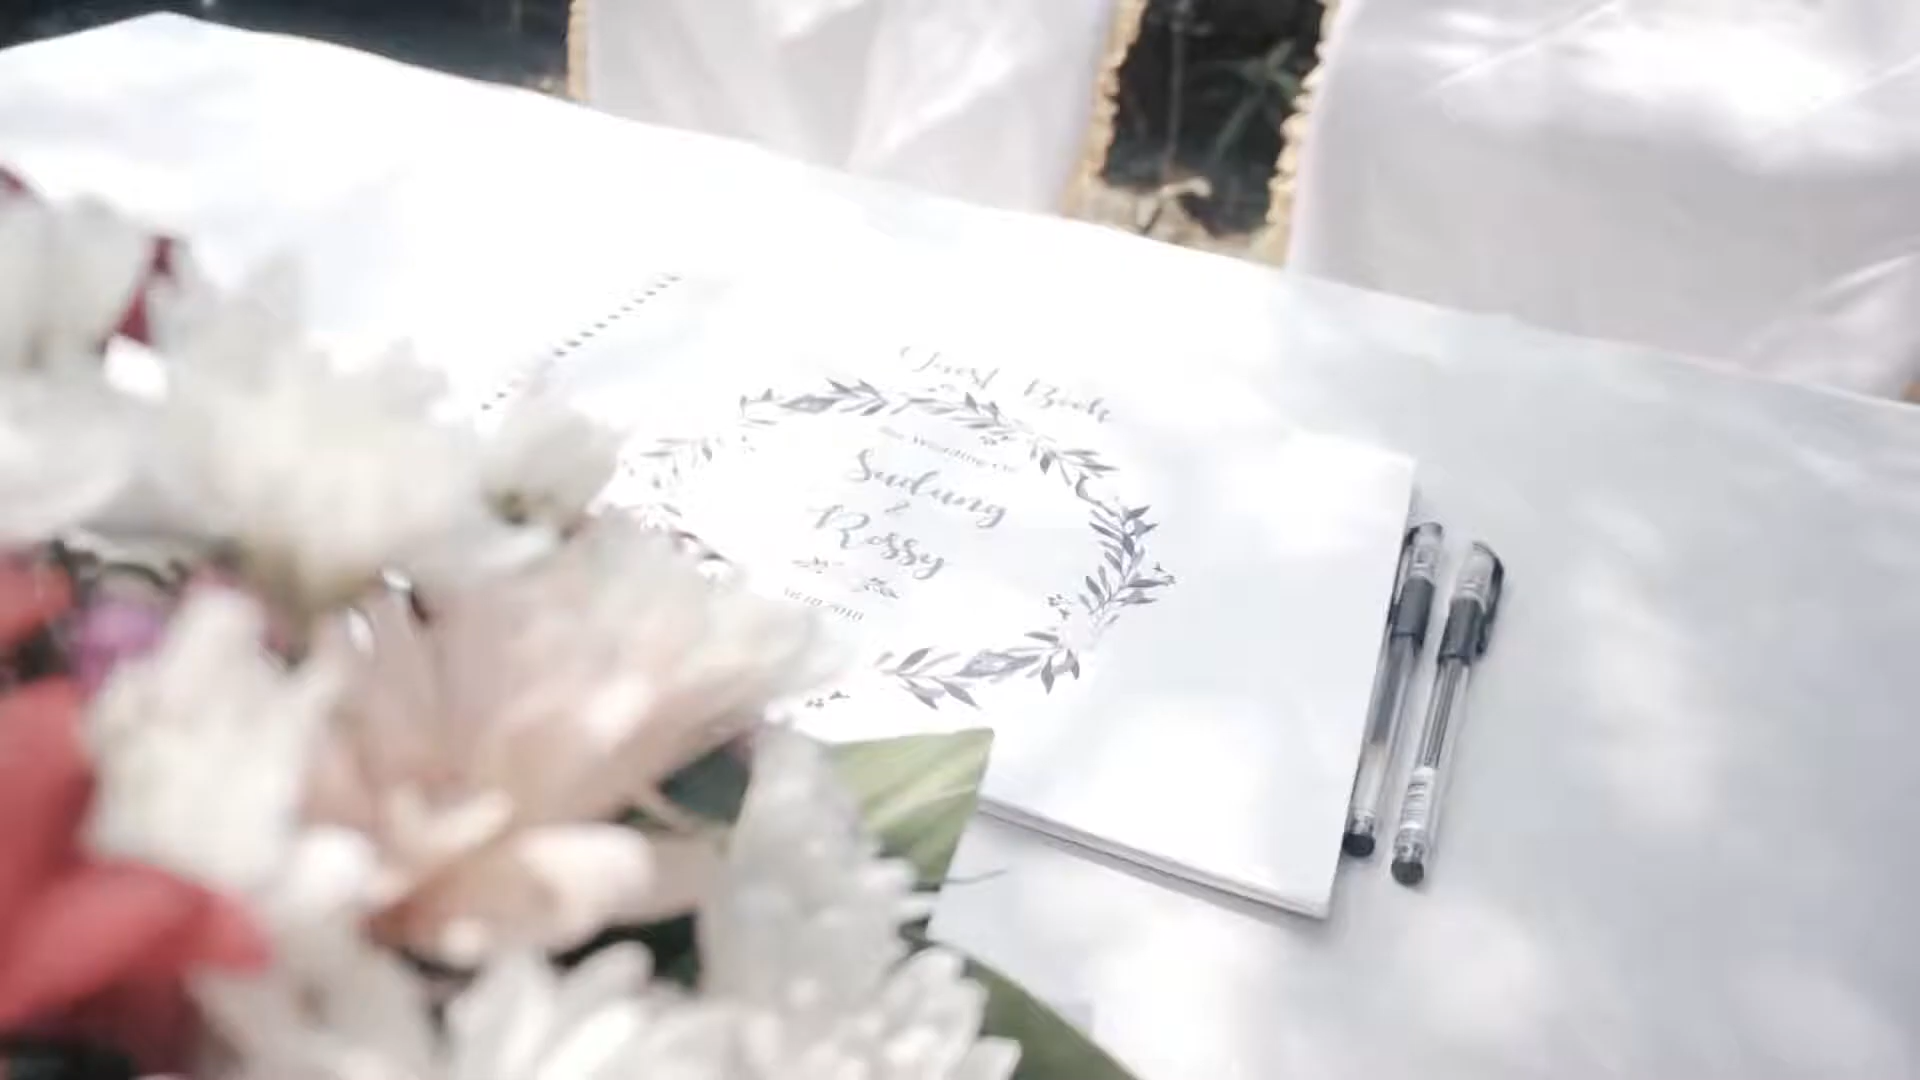 Guest Book
The Wedding Of
Sudung
&
Rossy